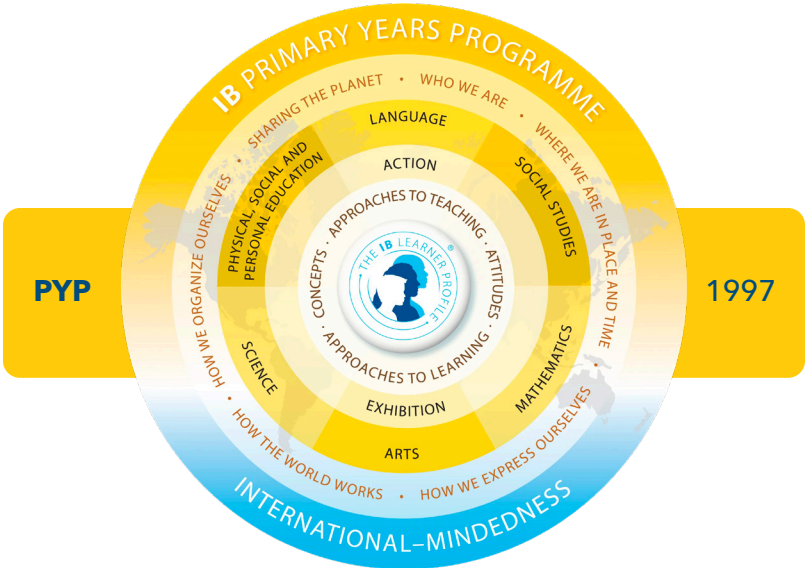 IB PRIMARY YEARS PROGRAMME
SHARING THE PLANET • WHO WE ARE • WHERE WE ARE IN PLACE AND TIME • HOW WE EXPRESS OURSELVES • HOW THE WORLD WORKS • HOW WE ORGANIZE OURSELVES •
LANGUAGE
SOCIAL STUDIES
MATHEMATICS
ARTS
SCIENCE
PHYSICAL, SOCIAL AND
PERSONAL EDUCATION
ACTION
EXHIBITION
APPROACHES TO TEACHING · ATTITUDES · APPROACHES TO LEARNING · CONCEPTS ·
THE IB LEARNER PROFILE
®
PYP
1997
INTERNATIONAL–MINDEDNESS